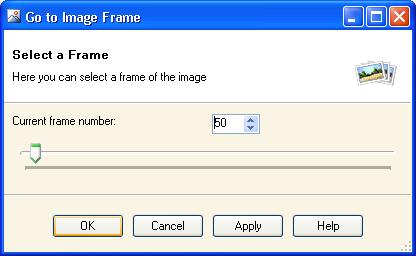 Go to Image Frame
Select a Frame
Here you can select a frame of the image
Current frame number: 50
OK Cancel Apply Help